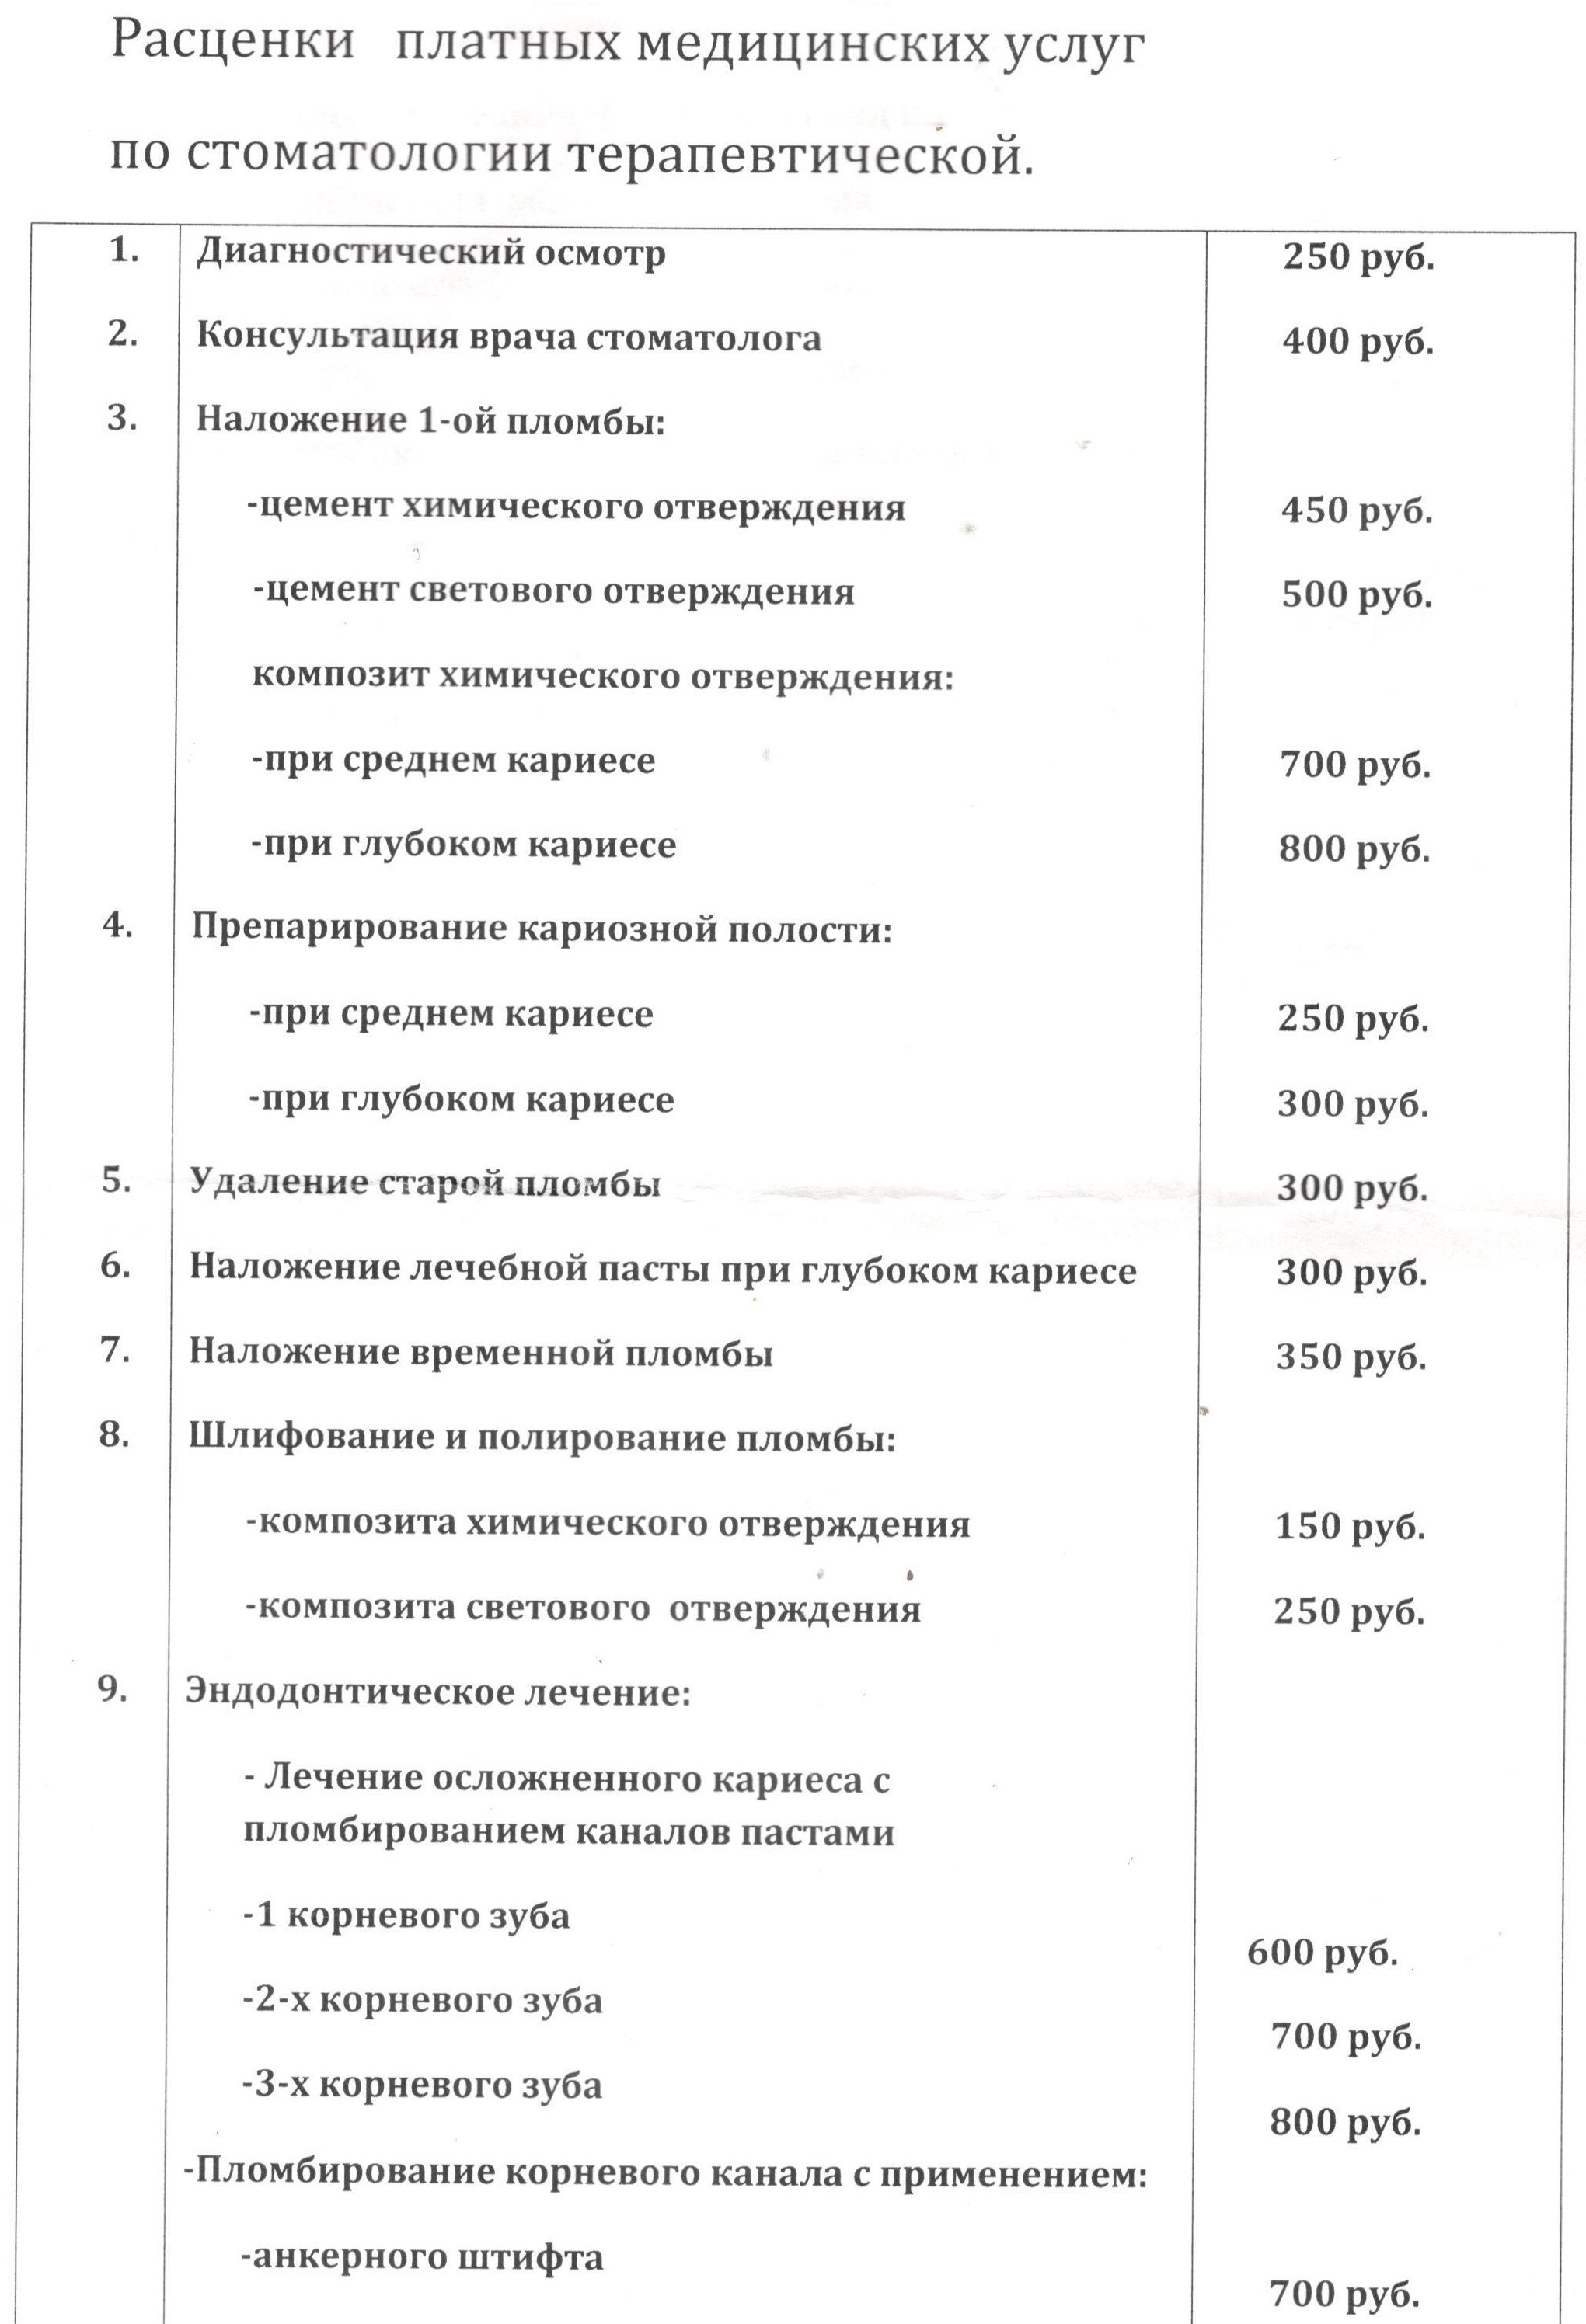 Расценки платных медицинских услуг
по стоматологии терапевтической.
1. Диагностический осмотр 250 руб.
2. Консультация врача стоматолога 400 руб.
3. Наложение 1-ой пломбы:
-цемент химического отверждения 450 руб.
-цемент светового отверждения 500 руб.
композит химического отверждения:
-при среднем кариесе 700 руб.
-при глубоком кариесе 800 руб.
4. Препарирование кариозной полости:
-при среднем кариесе 250 руб.
-при глубоком кариесе 300 руб.
5. Удаление старой пломбы 300 руб.
6. Наложение лечебной пасты при глубоком кариесе 300 руб.
7. Наложение временной пломбы 350 руб.
8. Шлифование и полирование пломбы:
-композита химического отверждения 150 руб.
-композита светового отверждения 250 руб.
9. Эндодонтическое лечение:
- Лечение осложненного кариеса с
пломбированием каналов пастами
-1 корневого зуба 600 руб.
-2-х корневого зуба 700 руб.
-3-х корневого зуба 800 руб.
-Пломбирование корневого канала с применением:
-анкерного штифта 700 руб.